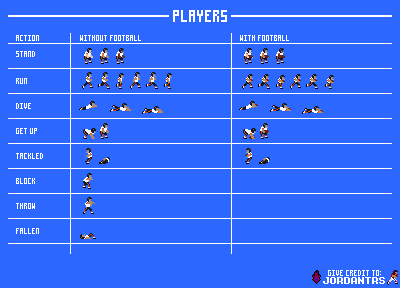 PLAYERS
ACTION WITHOUT FOOTBALL WITH FOOTBALL
STAND
RUN
DIVE
GET UP
TACKLED
BLOCK
THROW
FALLEN
GIVE CREDIT TO:
JORDANTRS